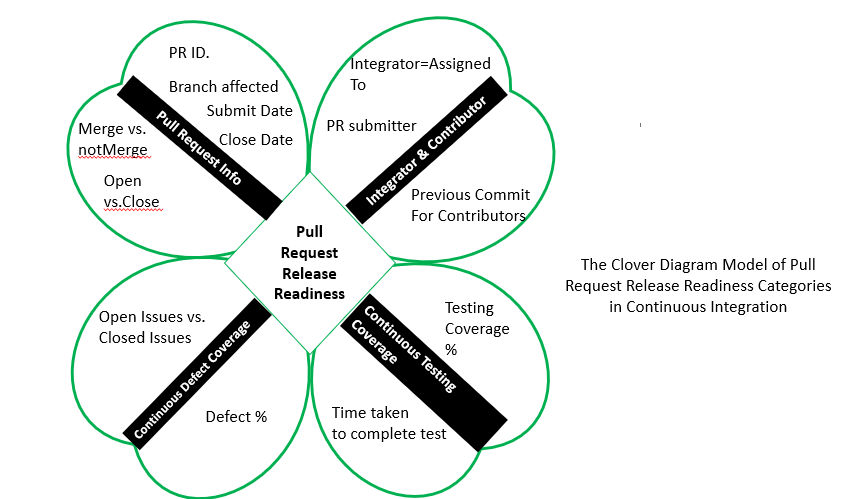 PR ID.
Branch affected
Submit Date
Close Date
Pull Request Info
Merge vs.
notMerge
Open
vs.Close
Integrator=Assigned
To
PR submitter
Integrator & Contributor
Previous Commit
For Contributors
Pull
Request
Release
Readiness
The Clover Diagram Model of Pull
Request Release Readiness Categories
in Continuous Integration
Open Issues vs.
Closed Issues
Continuous Defect Coverage
Defect %
Testing
Coverage
%
Continuous Testing
Coverage
Time taken
to complete test